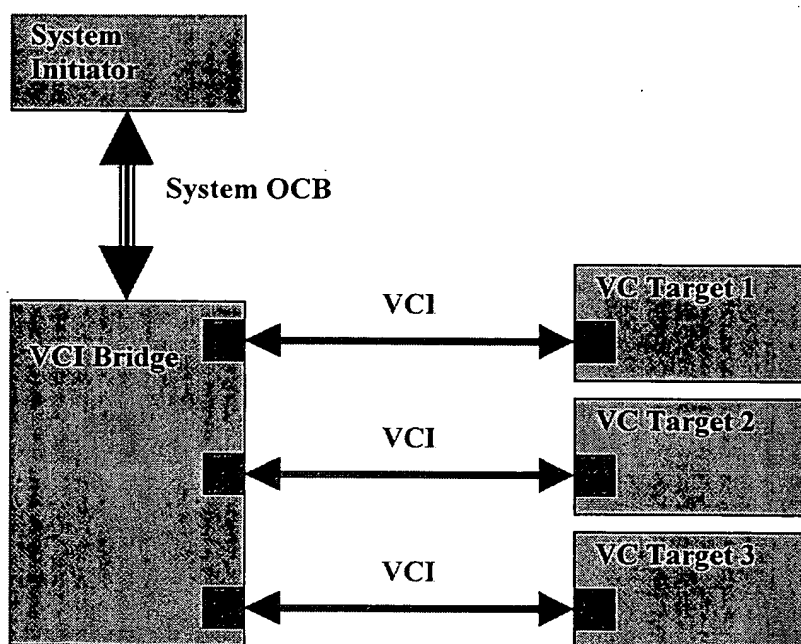 System
Initiator
System OCB
VCI Bridge
VCI
VC Target 1
VCI
VC Target 2
VCI
VC Target 3